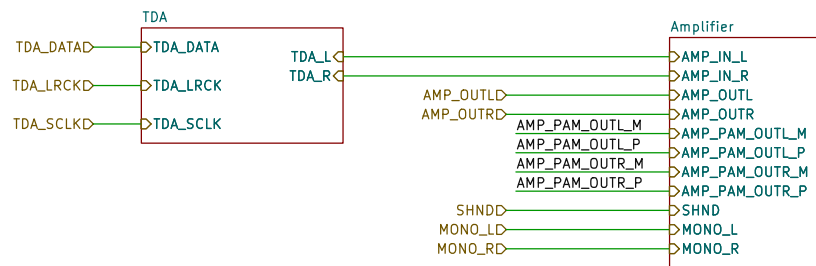 TDA
TDA_DATA
TDA_DATA
TDA_LRCK
TDA_LRCK
TDA_SCLK
TDA_SCLK
TDA_L
TDA_R
Amplifier
AMP_IN_L
AMP_IN_R
AMP_OUTL
AMP_OUTL
AMP_OUTR
AMP_OUTR
AMP_PAM_OUTL_M
AMP_PAM_OUTL_M
AMP_PAM_OUTL_P
AMP_PAM_OUTL_P
AMP_PAM_OUTR_M
AMP_PAM_OUTR_M
AMP_PAM_OUTR_P
AMP_PAM_OUTR_P
SHND
SHND
MONO_L
MONO_L
MONO_R
MONO_R